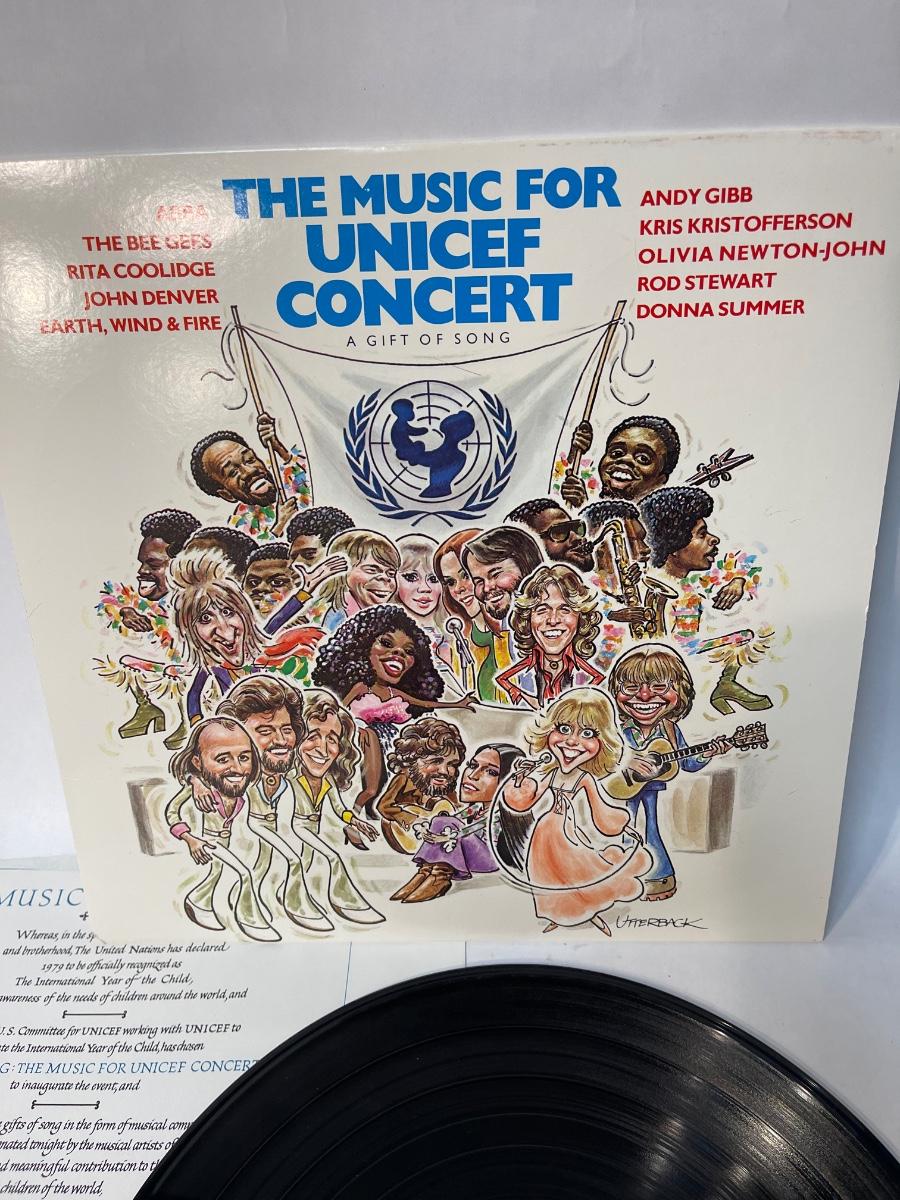 THE MUSIC FOR
UNICEF
CONCERT
A GIFT OF SONG
ABBA
THE BEE GEES
RITA COOLIDGE
JOHN DENVER
EARTH, WIND & FIRE
ANDY GIBB
KRIS KRISTOFFERSON
OLIVIA NEWTON-JOHN
ROD STEWART
DONNA SUMMER
UTTERBACK
MUSIC
Whereas, in the
and brotherhood, The United Nations has declared
1979 to be officially recognized as
The International Year of the Child,
awareness of the needs of children around the world, and
U.S. Committee for UNICEF working with UNICEF to
the International Year of the Child, has chosen
: THE MUSIC FOR UNICEF CONCERT
to inaugurate the event; and
gifts of song in the form of musical
tonight by the musical artists of
meaningful contribution to
children of the world,